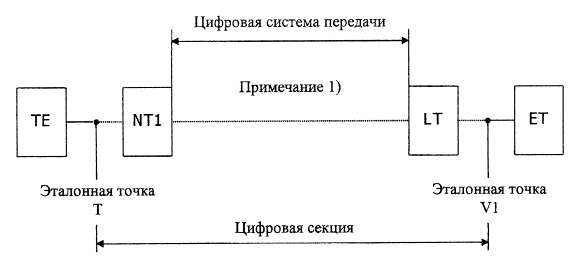 Цифровая система передачи
Примечание 1)
TE
NT1
LT
ET
Эталонная точка
T
Эталонная точка
V1
Цифровая секция